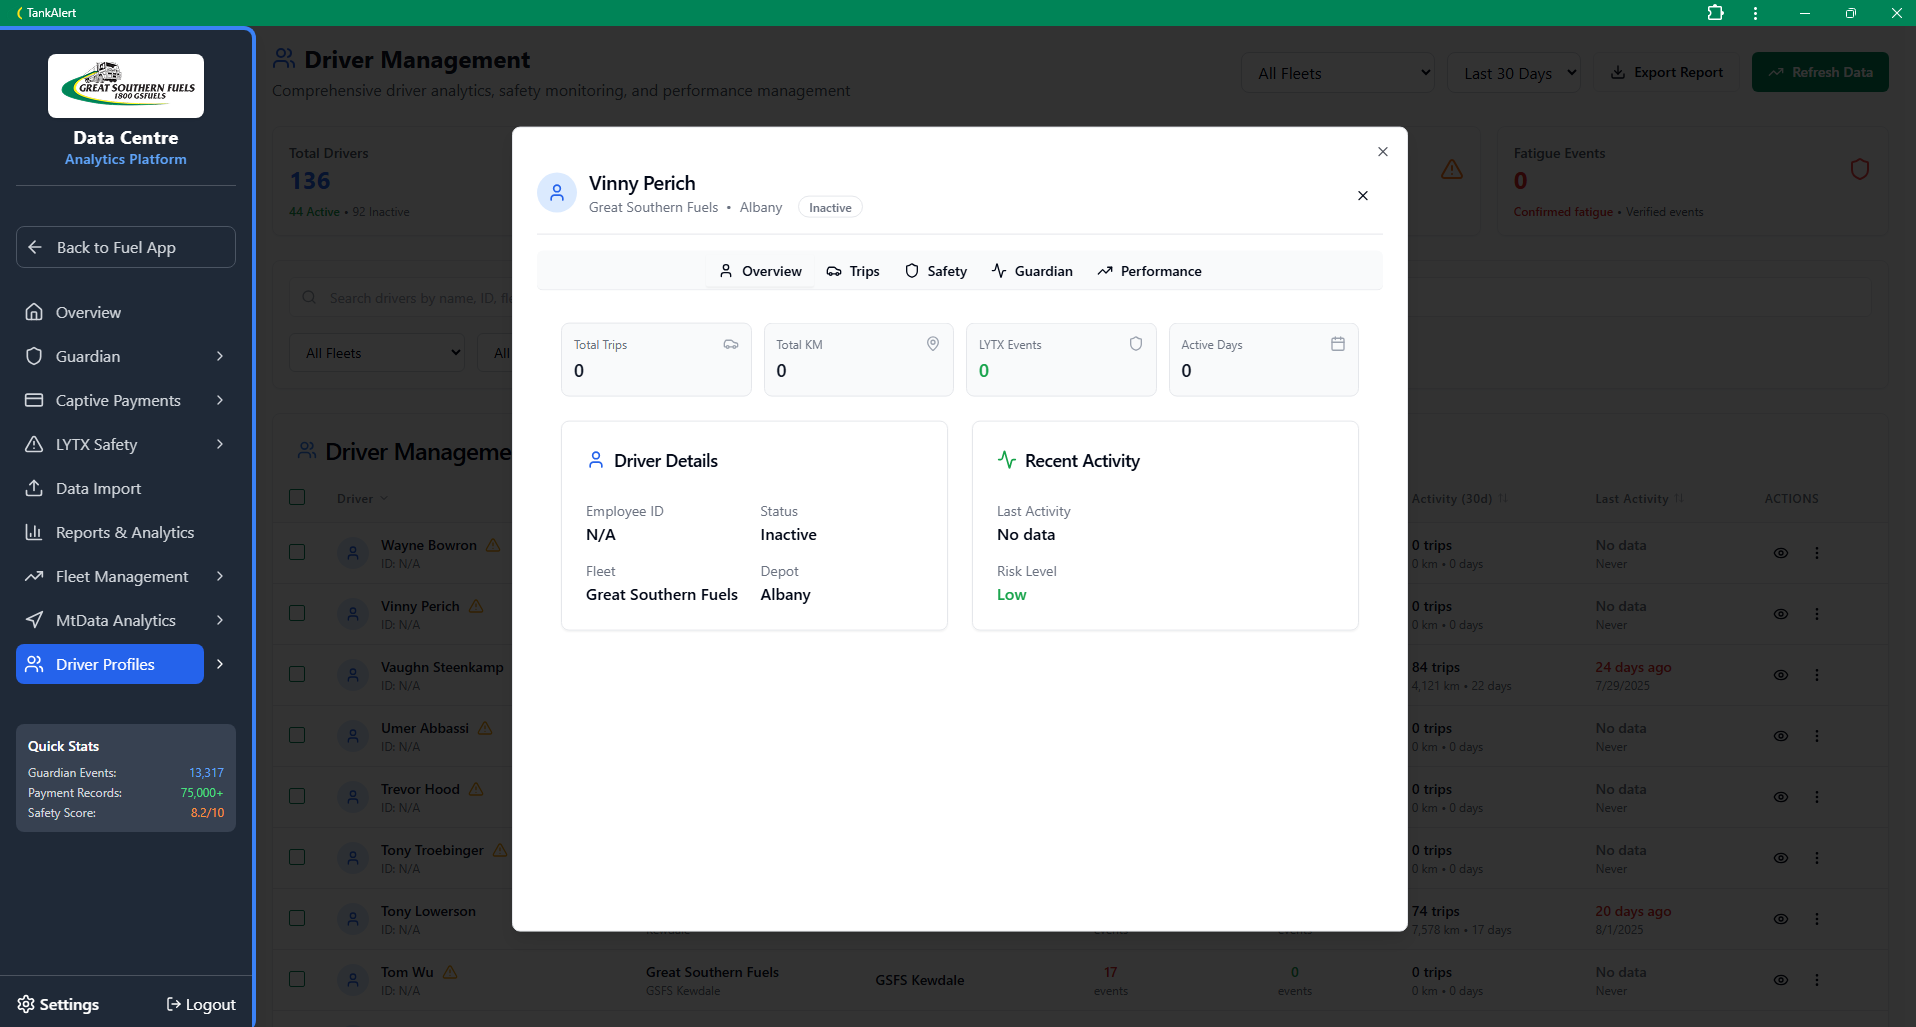 TankAlert
GREAT SOUTHERN FUELS
1800 GSFUELS
Data Centre
Analytics Platform
Back to Fuel App
Overview
Guardian
Captive Payments
LYTX Safety
Data Import
Reports & Analytics
Fleet Management
MtData Analytics
Driver Profiles
Quick Stats
Guardian Events: 13,317
Payment Records: 75,000+
Safety Score: 8.2/10
Settings Logout
Driver Management
Comprehensive driver analytics, safety monitoring, and performance management
All Fleets Last 30 Days Export Report Refresh Data
Total Drivers
136
44 Active • 92 Inactive
Fatigue Events
0
Confirmed fatigue • Verified events
Search drivers by name, ID, fle
All Fleets All
Driver Manageme
Driver Activity (30d) Last Activity ACTIONS
Wayne Bowron 0 trips No data
ID: N/A 0 km • 0 days Never
Vinny Perich 0 trips No data
ID: N/A 0 km • 0 days Never
Vaughn Steenkamp 84 trips 24 days ago
ID: N/A 4,121 km • 22 days 7/29/2025
Umer Abbassi 0 trips No data
ID: N/A 0 km • 0 days Never
Trevor Hood 0 trips No data
ID: N/A 0 km • 0 days Never
Tony Troebinger 0 trips No data
ID: N/A 0 km • 0 days Never
Tony Lowerson 74 trips 20 days ago
ID: N/A Kewdale events events 7,578 km • 17 days 8/1/2025
Tom Wu Great Southern Fuels GSFS Kewdale 17 0 0 trips No data
ID: N/A GSFS Kewdale events events 0 km • 0 days Never
Vinny Perich
Great Southern Fuels • Albany Inactive
Overview Trips Safety Guardian Performance
Total Trips
0
Total KM
0
LYTX Events
0
Active Days
0
Driver Details
Employee ID Status
N/A Inactive
Fleet Depot
Great Southern Fuels Albany
Recent Activity
Last Activity
No data
Risk Level
Low